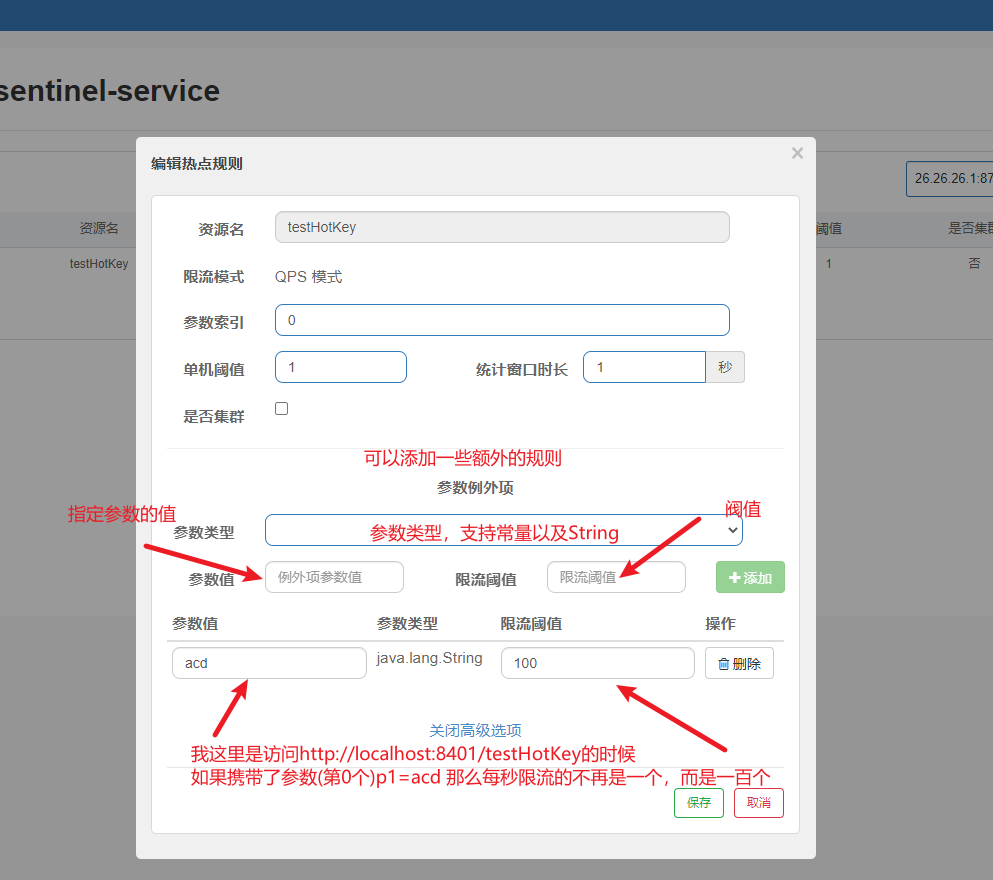 sentinel-service
编辑热点规则
×
26.26.26.1:87
资源名
阈值
是否集群
testHotKey
1
否
资源名
testHotKey
限流模式
QPS 模式
参数索引
0
单机阈值
1
统计窗口时长
1
秒
是否集群
可以添加一些额外的规则
参数例外项
指定参数的值
阀值
参数类型
参数类型，支持常量以及String
参数值
例外项参数值
限流阈值
限流阈值
添加
参数值
参数类型
限流阈值
操作
acd
java.lang.String
100
删除
关闭高级选项
我这里是访问http://localhost:8401/testHotKey的时候
如果携带了参数(第0个)p1=acd 那么每秒限流的不再是一个，而是一百个
保存
取消